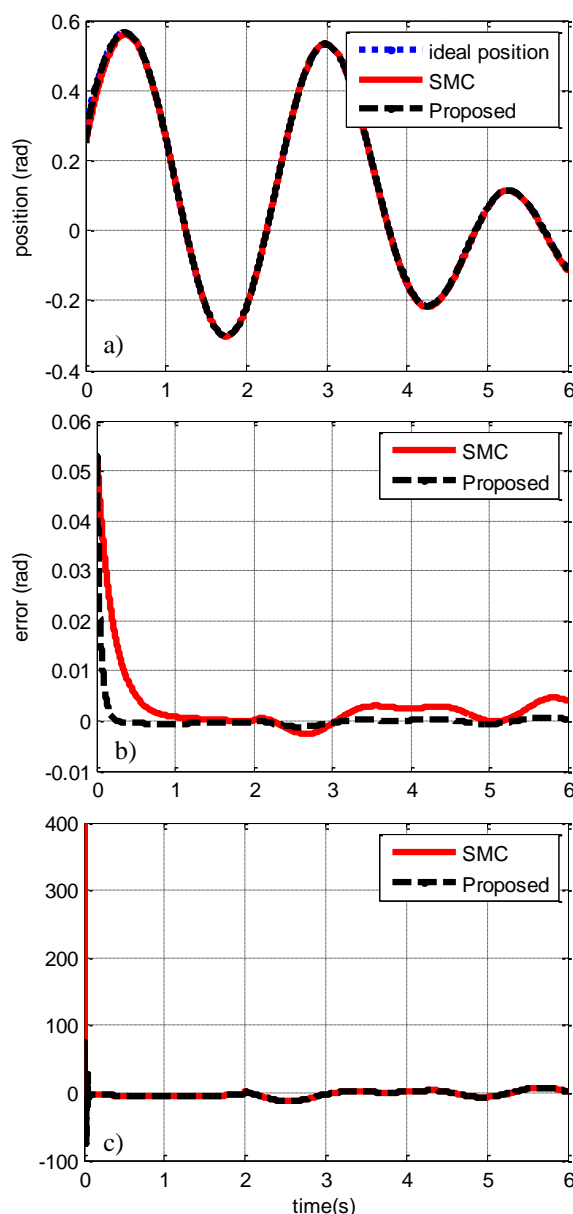 0.6
0.4
0.2
0
-0.2
-0.4
position (rad)
ideal position
SMC
Proposed
a)
0 1 2 3 4 5 6
0.06
0.05
0.04
0.03
0.02
0.01
0
-0.01
error (rad)
SMC
Proposed
b)
0 1 2 3 4 5 6
400
300
200
100
0
-100
SMC
Proposed
c)
0 1 2 3 4 5 6
time(s)